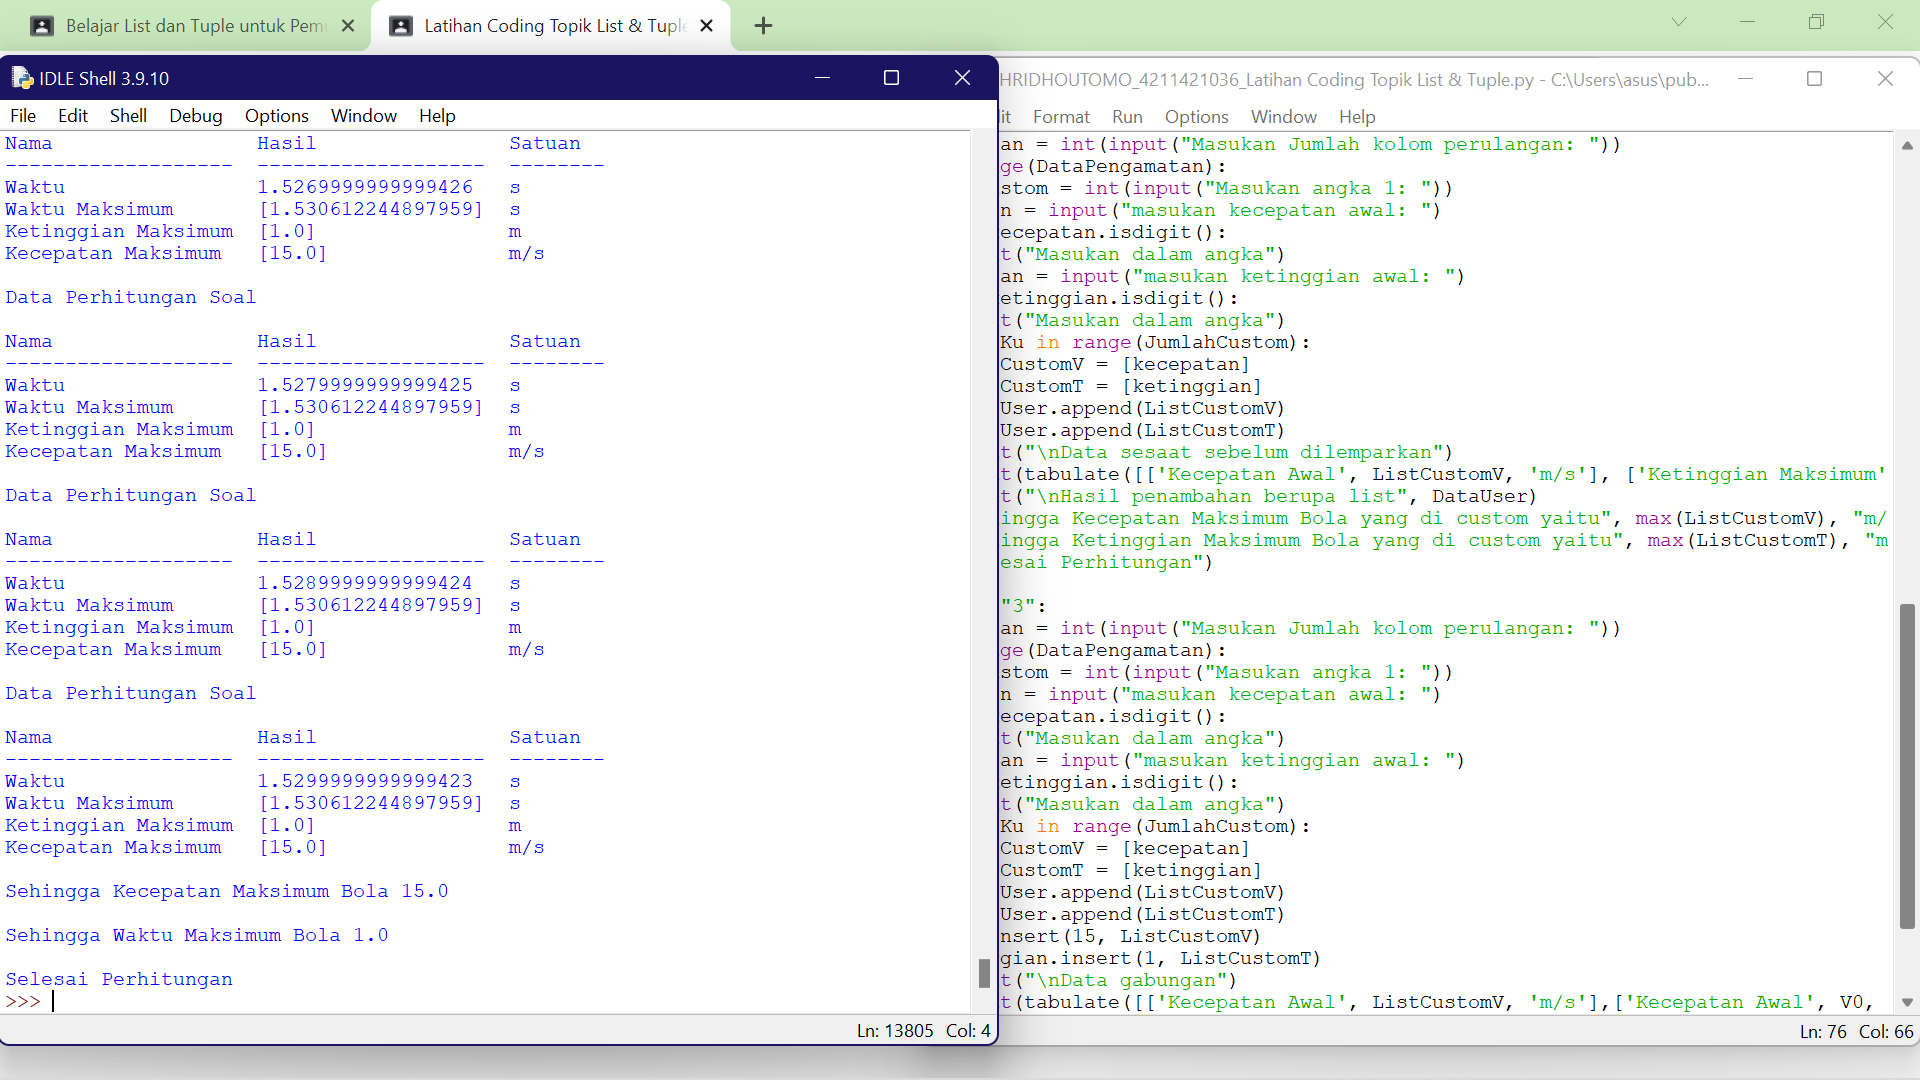 Belajar List dan Tuple untuk Pem
Latihan Coding Topik List & Tuple
IDLE Shell 3.9.10
File Edit Shell Debug Options Window Help
Nama Hasil Satuan
------------------- ------------------- --------
Waktu 1.5269999999999426 s
Waktu Maksimum [1.530612244897959] s
Ketinggian Maksimum [1.0] m
Kecepatan Maksimum [15.0] m/s
Data Perhitungan Soal
Nama Hasil Satuan
------------------- ------------------- --------
Waktu 1.5279999999999425 s
Waktu Maksimum [1.530612244897959] s
Ketinggian Maksimum [1.0] m
Kecepatan Maksimum [15.0] m/s
Data Perhitungan Soal
Nama Hasil Satuan
------------------- ------------------- --------
Waktu 1.5289999999999424 s
Waktu Maksimum [1.530612244897959] s
Ketinggian Maksimum [1.0] m
Kecepatan Maksimum [15.0] m/s
Data Perhitungan Soal
Nama Hasil Satuan
------------------- ------------------- --------
Waktu 1.5299999999999423 s
Waktu Maksimum [1.530612244897959] s
Ketinggian Maksimum [1.0] m
Kecepatan Maksimum [15.0] m/s
Sehingga Kecepatan Maksimum Bola 15.0
Sehingga Waktu Maksimum Bola 1.0
Selesai Perhitungan
>>>
Ln: 13805 Col: 4
HRIDHOUTOMO_4211421036_Latihan Coding Topik List & Tuple.py - C:\Users\asus\pub...
it Format Run Options Window Help
an = int(input("Masukan Jumlah kolom perulangan: "))
ge(DataPengamatan):
stom = int(input("Masukan angka 1: "))
n = input("masukan kecepatan awal: ")
ecepatan.isdigit():
t("Masukan dalam angka")
an = input("masukan ketinggian awal: ")
etinggian.isdigit():
t("Masukan dalam angka")
Ku in range(JumlahCustom):
CustomV = [kecepatan]
CustomT = [ketinggian]
User.append(ListCustomV)
User.append(ListCustomT)
t("\nData sesaat sebelum dilemparkan")
t(tabulate([['Kecepatan Awal', ListCustomV, 'm/s'], ['Ketinggian Maksimum'
t("\nHasil penambahan berupa list", DataUser)
ingga Kecepatan Maksimum Bola yang di custom yaitu", max(ListCustomV), "m/
ingga Ketinggian Maksimum Bola yang di custom yaitu", max(ListCustomT), "m
esai Perhitungan")
"3":
an = int(input("Masukan Jumlah kolom perulangan: "))
ge(DataPengamatan):
stom = int(input("Masukan angka 1: "))
n = input("masukan kecepatan awal: ")
ecepatan.isdigit():
t("Masukan dalam angka")
an = input("masukan ketinggian awal: ")
etinggian.isdigit():
t("Masukan dalam angka")
Ku in range(JumlahCustom):
CustomV = [kecepatan]
CustomT = [ketinggian]
User.append(ListCustomV)
User.append(ListCustomT)
nsert(15, ListCustomV)
gian.insert(1, ListCustomT)
t("\nData gabungan")
t(tabulate([['Kecepatan Awal', ListCustomV, 'm/s'],['Kecepatan Awal', V0,
Ln: 76 Col: 66